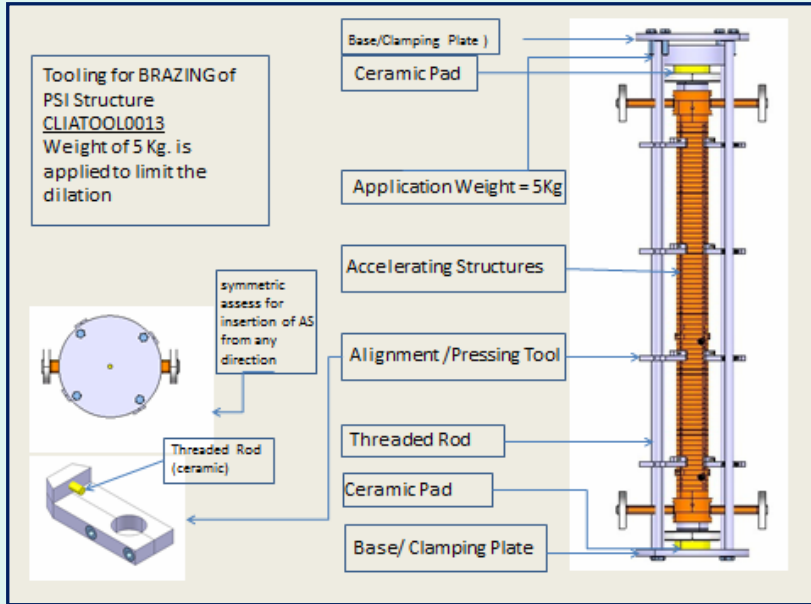 Tooling for BRAZING of
PSI Structure
CLIATOOL0013
Weight of 5 Kg. is
applied to limit the
dilation
Base/Clamping Plate )
Ceramic Pad
Application Weight = 5Kg
Accelerating Structures
symmetric
assess for
insertion of AS
from any
direction
Alignment /Pressing Tool
Threaded Rod
(ceramic)
Threaded Rod
Ceramic Pad
Base/ Clamping Plate